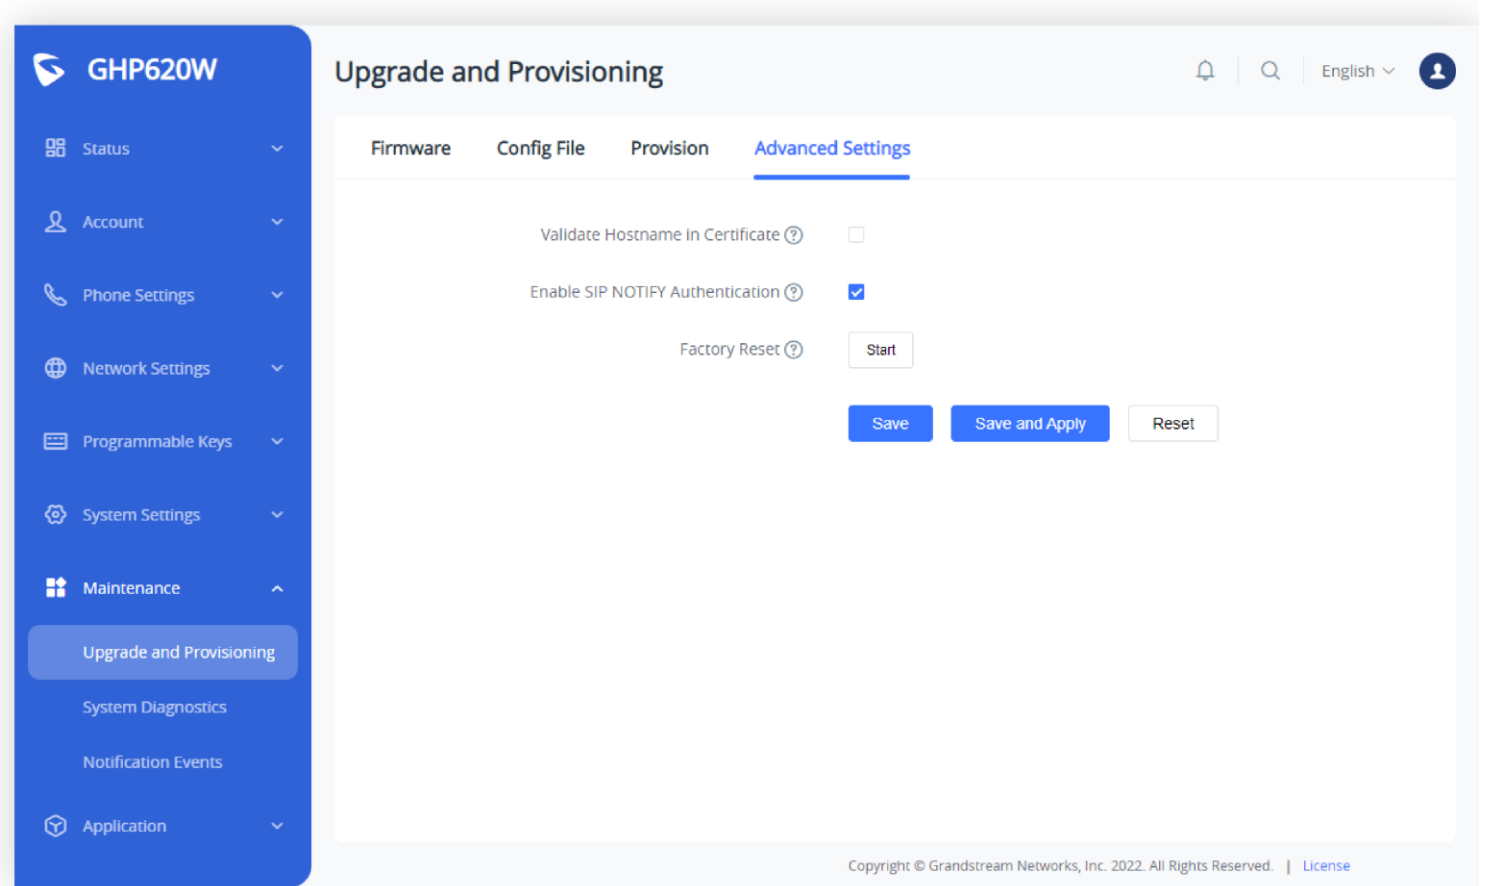 GHP620W
Upgrade and Provisioning
English
Status
Account
Phone Settings
Network Settings
Programmable Keys
System Settings
Maintenance
Upgrade and Provisioning
System Diagnostics
Notification Events
Application
Firmware Config File Provision Advanced Settings
Validate Hostname in Certificate ?
Enable SIP NOTIFY Authentication ?
Factory Reset ? Start
Save Save and Apply Reset
Copyright © Grandstream Networks, Inc. 2022. All Rights Reserved. | License